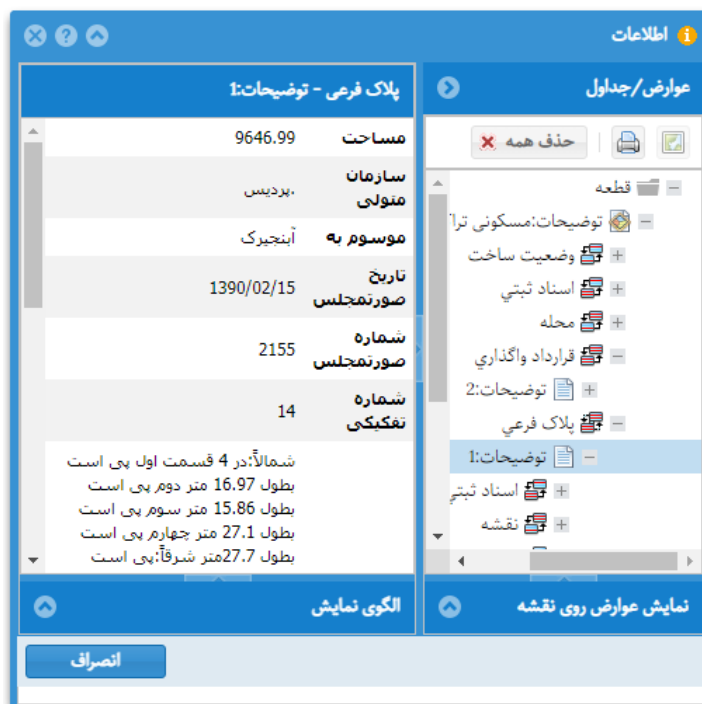 اطلاعات
عوارض/جداول
حذف همه
قطعه
توضیحات:مسکونی تراک
وضعیت ساخت
اسناد ثبتي
محله
قرارداد واگذاري
توضیحات:2
پلاک فرعي
توضیحات:1
اسناد ثبتي
نقشه
نمایش عوارض روی نقشه
پلاک فرعی - توضیحات:1
مساحت 9646.99
سازمان متولی .پردیس
موسوم به آبنجیرک
تاریخ صورتمجلس 1390/02/15
شماره صورتمجلس 2155
شماره تفکیکی 14
شمالاً:در 4 قسمت اول پی است
بطول 16.97 متر دوم پی است
بطول 15.86 متر سوم پی است
بطول 27.1 متر چهارم پی است
بطول 27.7متر شرقاً:پی است
الگوی نمایش
انصراف